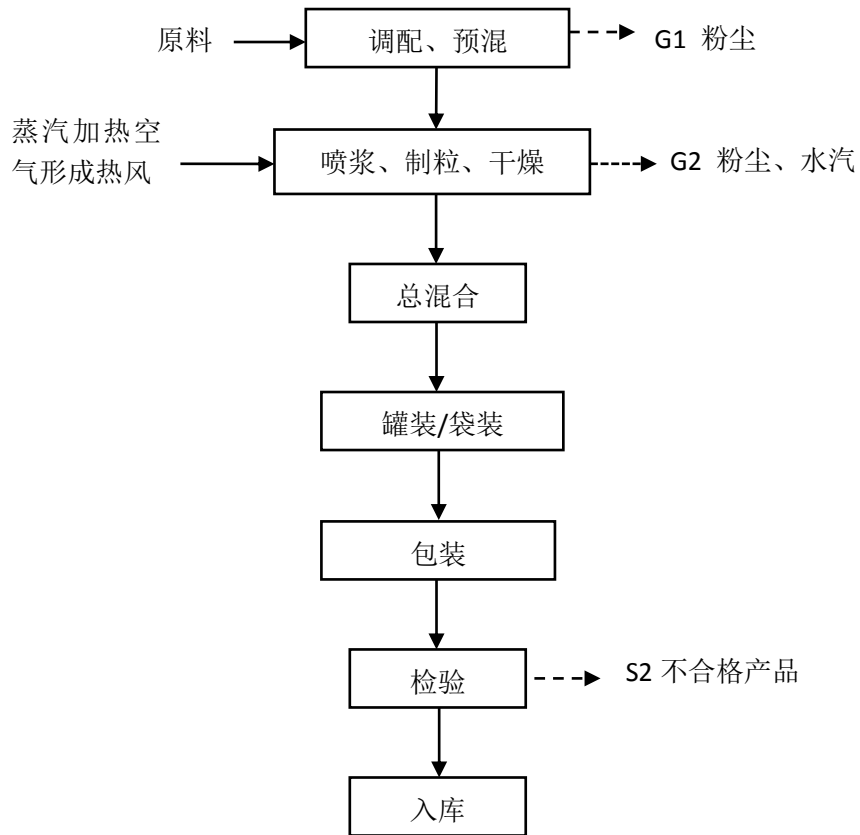 原料
调配、预混
G1 粉尘
蒸汽加热空
气形成热风
喷浆、制粒、干燥
G2 粉尘、水汽
总混合
罐装/袋装
包装
检验
S2 不合格产品
入库